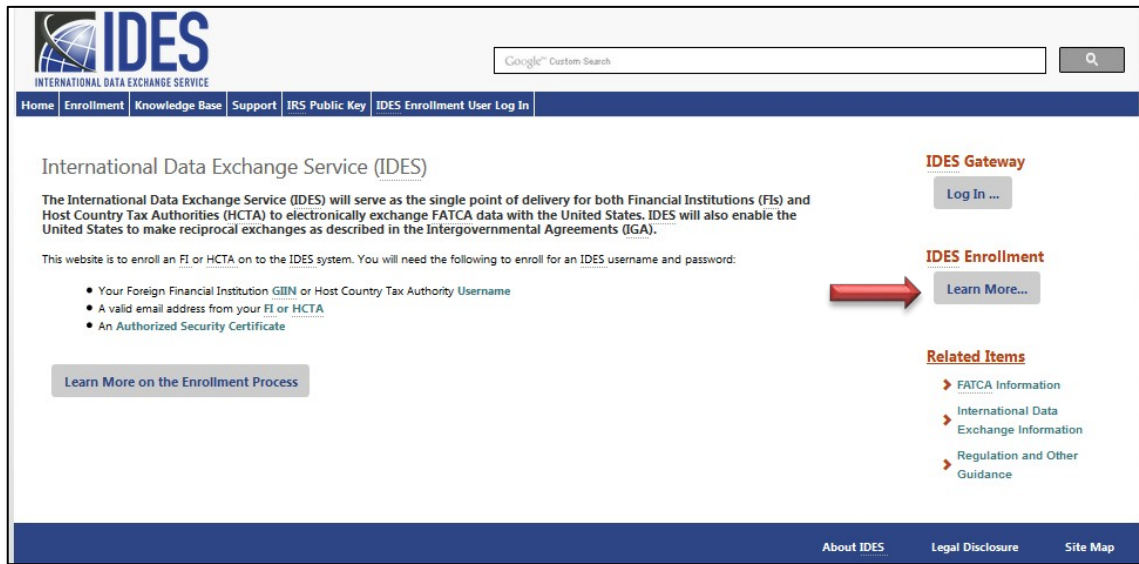 IDES
INTERNATIONAL DATA EXCHANGE SERVICE
Google™ Custom Search
Home Enrollment Knowledge Base Support IRS Public Key IDES Enrollment User Log In
International Data Exchange Service (IDES)
The International Data Exchange Service (IDES) will serve as the single point of delivery for both Financial Institutions (FIs) and
Host Country Tax Authorities (HCTA) to electronically exchange FATCA data with the United States. IDES will also enable the
United States to make reciprocal exchanges as described in the Intergovernmental Agreements (IGA).
This website is to enroll an FI or HCTA on to the IDES system. You will need the following to enroll for an IDES username and password:
• Your Foreign Financial Institution GIIN or Host Country Tax Authority Username
• A valid email address from your FI or HCTA
• An Authorized Security Certificate
Learn More on the Enrollment Process
IDES Gateway
Log In ...
IDES Enrollment
Learn More...
Related Items
FATCA Information
International Data
Exchange Information
Regulation and Other
Guidance
About IDES Legal Disclosure Site Map